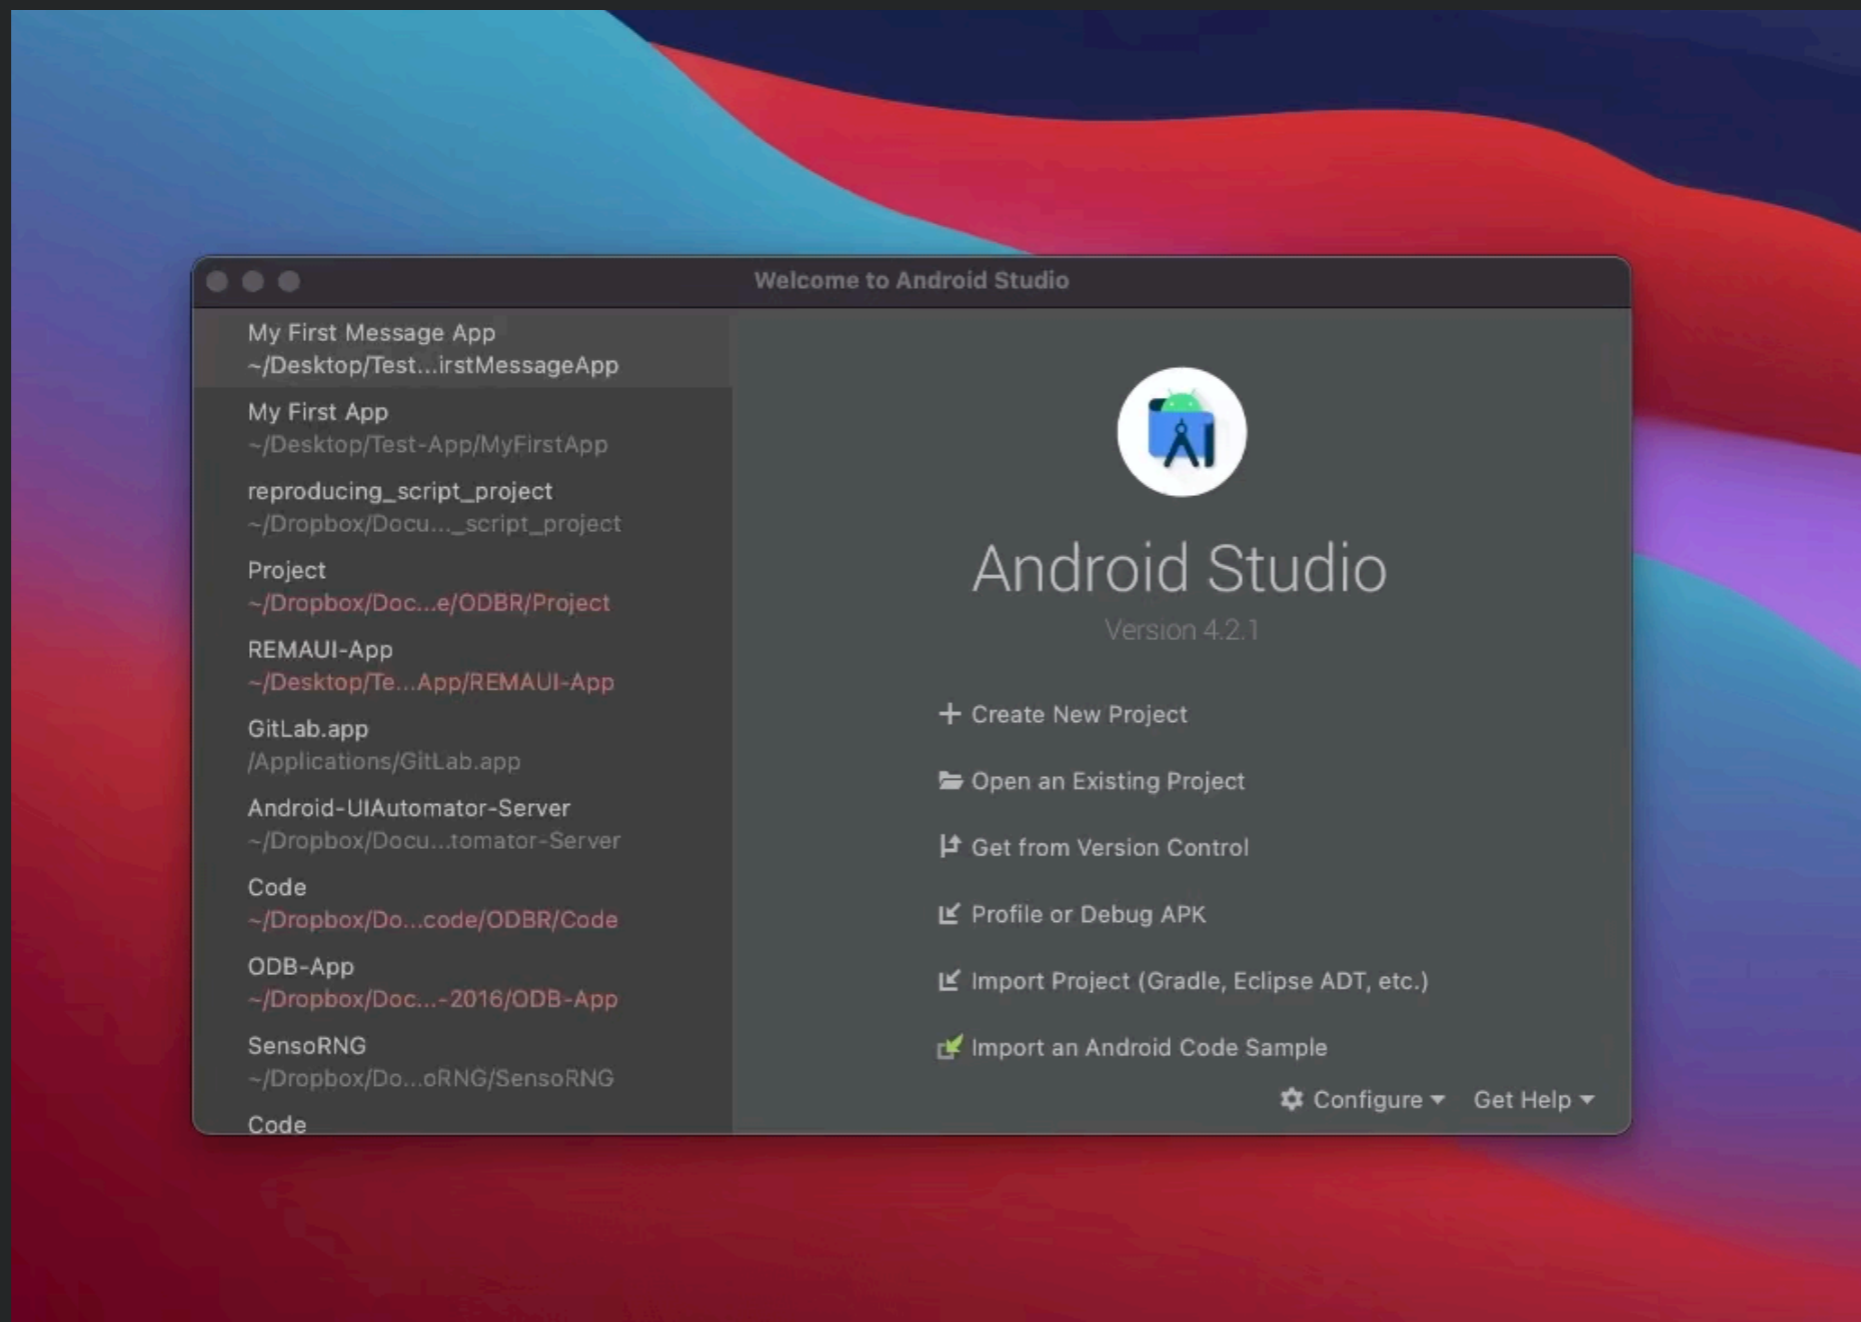 Welcome to Android Studio
My First Message App
~/Desktop/Test...irstMessageApp
My First App
~/Desktop/Test-App/MyFirstApp
reproducing_script_project
~/Dropbox/Docu..._script_project
Project
~/Dropbox/Doc...e/ODBR/Project
REMAUI-App
~/Desktop/Te...App/REMAUI-App
GitLab.app
/Applications/GitLab.app
Android-UIAutomator-Server
~/Dropbox/Docu...tomator-Server
Code
~/Dropbox/Do...code/ODBR/Code
ODB-App
~/Dropbox/Doc...-2016/ODB-App
SensoRNG
~/Dropbox/Do...oRNG/SensoRNG
Code
Android Studio
Version 4.2.1
Create New Project
Open an Existing Project
Get from Version Control
Profile or Debug APK
Import Project (Gradle, Eclipse ADT, etc.)
Import an Android Code Sample
Configure
Get Help